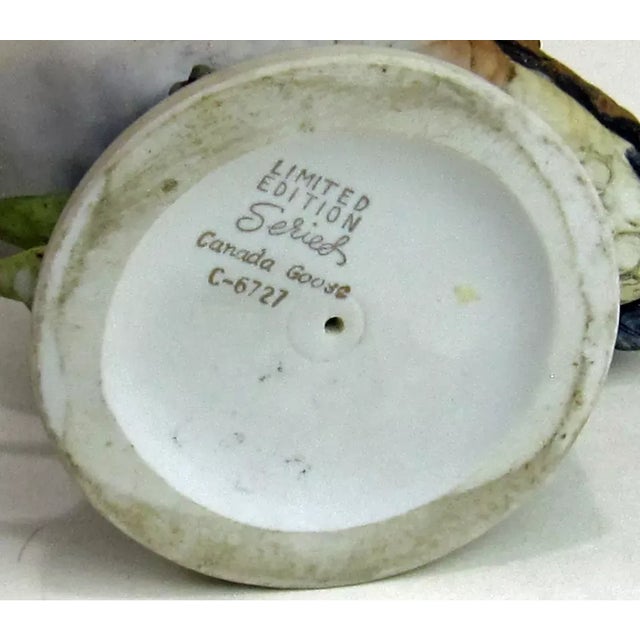 LIMITED
EDITION
Series
Canada Goose
C-6727